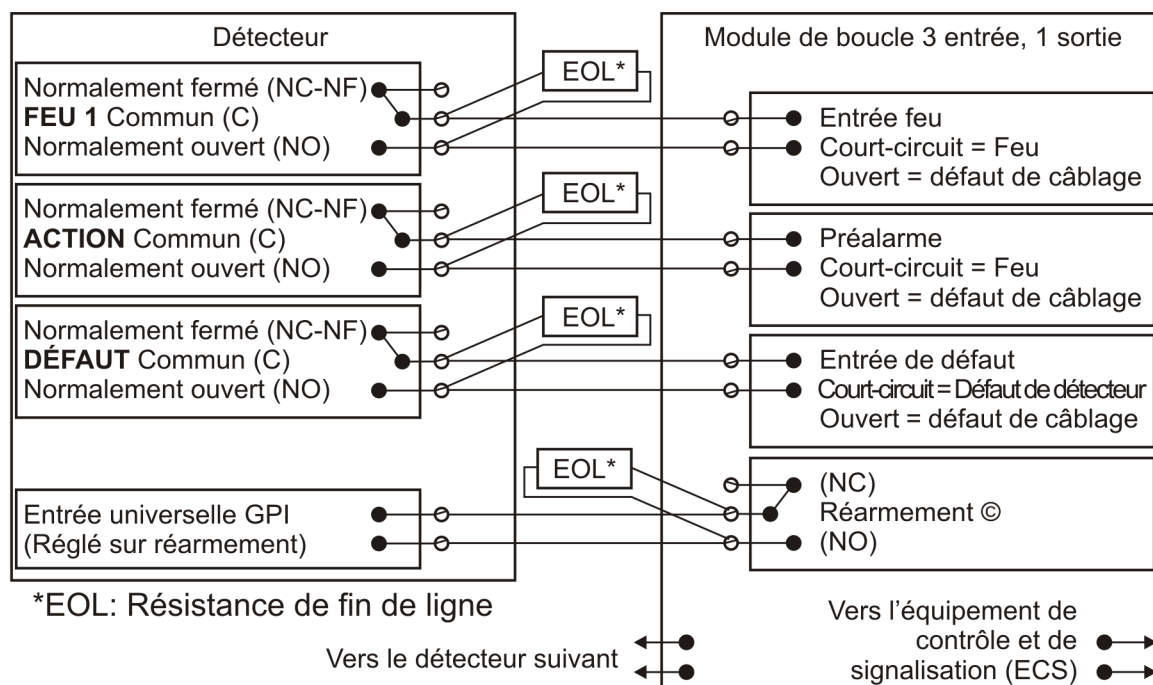 Détecteur
Normalement fermé (NC-NF)
FEU 1 Commun (C)
Normalement ouvert (NO)
Normalement fermé (NC-NF)
ACTION Commun (C)
Normalement ouvert (NO)
Normalement fermé (NC-NF)
DÉFAUT Commun (C)
Normalement ouvert (NO)
Entrée universelle GPI
(Réglé sur réarmement)
EOL*
EOL*
EOL*
EOL*
Module de boucle 3 entrée, 1 sortie
Entrée feu
Court-circuit = Feu
Ouvert = défaut de câblage
Préalarme
Court-circuit = Feu
Ouvert = défaut de câblage
Entrée de défaut
Court-circuit = Défaut de détecteur
Ouvert = défaut de câblage
(NC)
Réarmement ©
(NO)
*EOL: Résistance de fin de ligne
Vers le détecteur suivant
Vers l'équipement de
contrôle et de
signalisation (ECS)